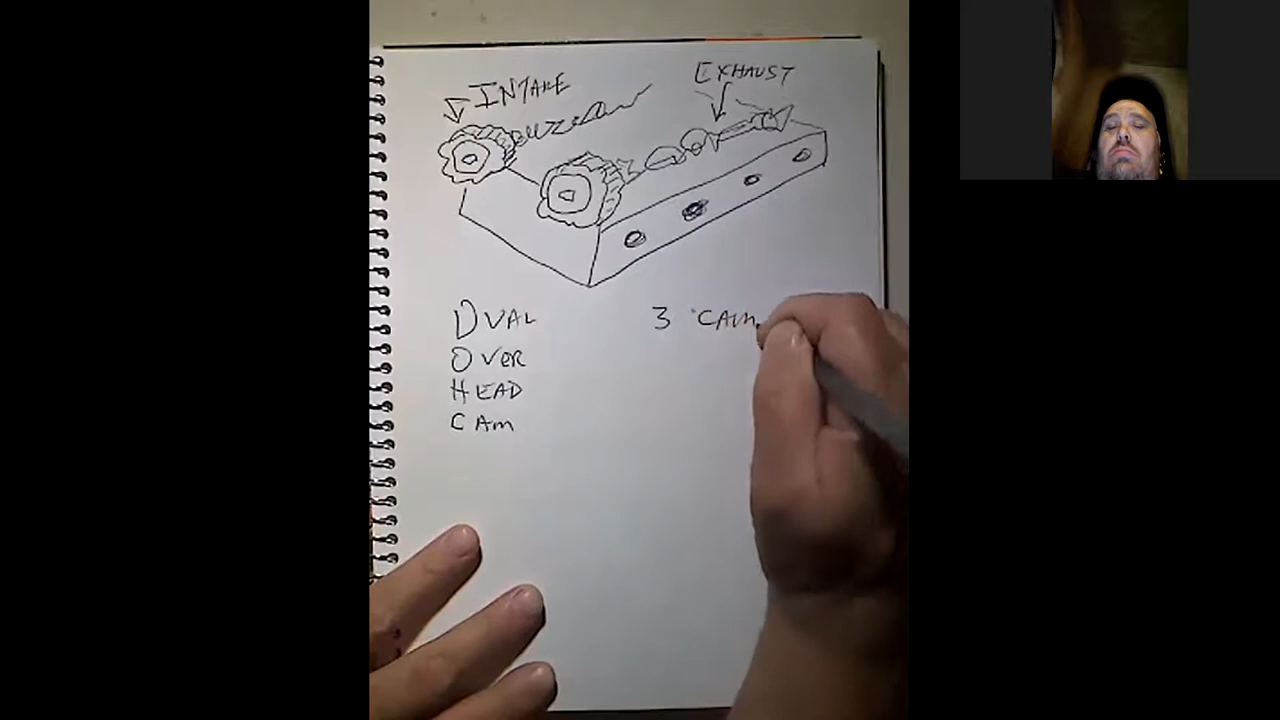 INTAKE
EXHAUST
DUAL
OVER
HEAD
CAM
3 CAM